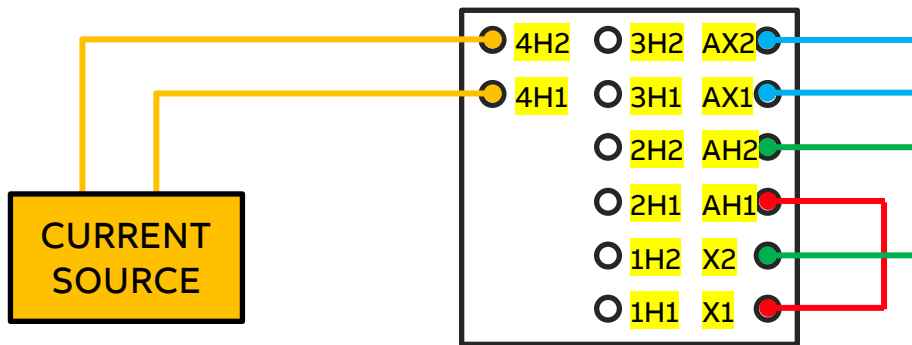 4H2 3H2 AX2
4H1 3H1 AX1
2H2 AH2
2H1 AH1
CURRENT
SOURCE
1H2 X2
1H1 X1